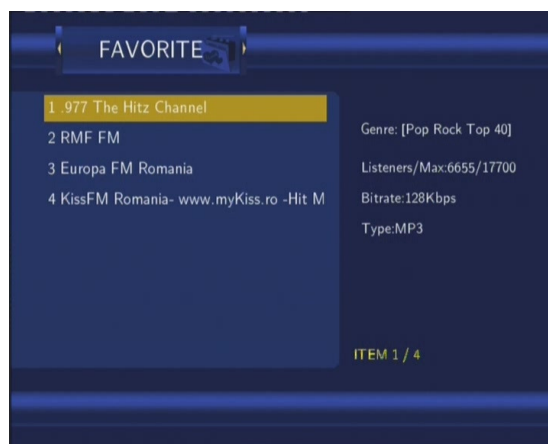 FAVORITE
1 .977 The Hitz Channel
2 RMF FM
3 Europa FM Romania
4 KissFM Romania- www.myKiss.ro -Hit M
Genre: [Pop Rock Top 40]
Listeners/Max:6655/17700
Bitrate:128Kbps
Type:MP3
ITEM 1 / 4